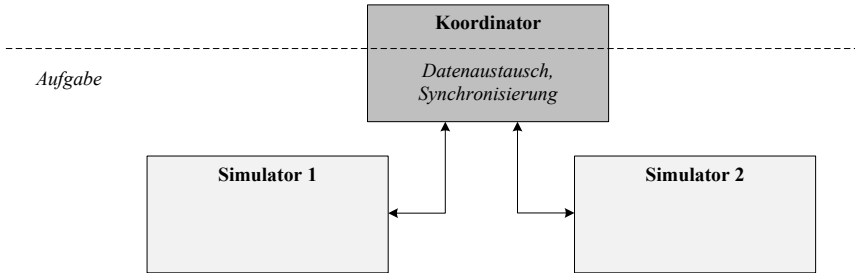 Koordinator
Aufgabe
Datenaustausch,
Synchronisierung
Simulator 1
Simulator 2